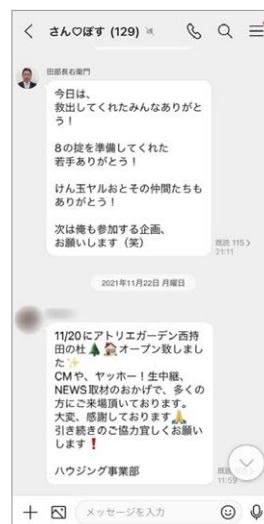 さん♡ぽす (129)
田部長右衛門
今日は、
救出してくれたみんなありがと
う！
8の掟を準備してくれた
若手ありがとう！
けん玉ヤルおとその仲間たちも
ありがとう！
次は俺も参加する企画、
お願いします（笑）
既読 115
21:11
2021年11月22日 月曜日
11/20にアトリエガーデン西持
田の杜🌲🏠オープン致しまし
た✨
CMや、ヤッホー！生中継、
NEWS取材のおかげで、多くの
方にご来場頂いております。
大変、感謝しております🙏
引き続きのご協力宜しくお願い
します❗
ハウジング事業部
11:59
メッセージを入力